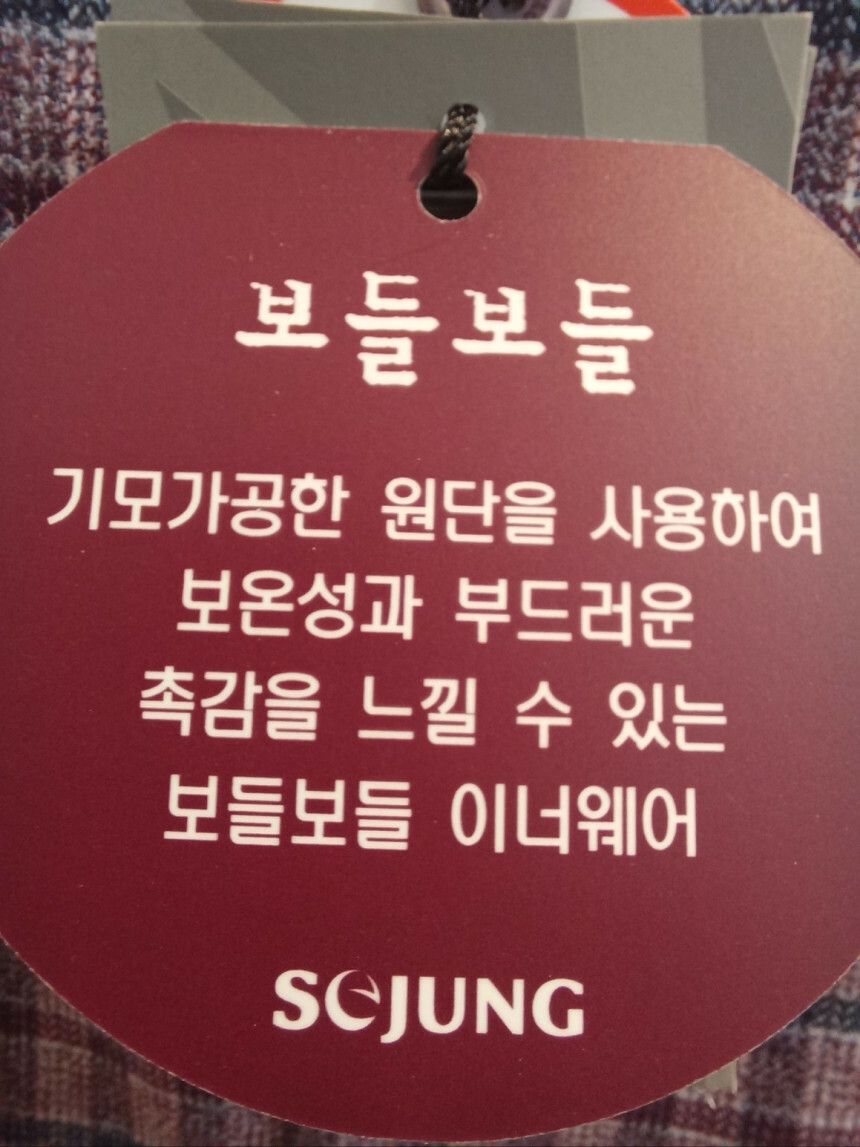 보들보들
기모가공한 원단을 사용하여
보온성과 부드러운
촉감을 느낄 수 있는
보들보들 이너웨어
SeJUNG